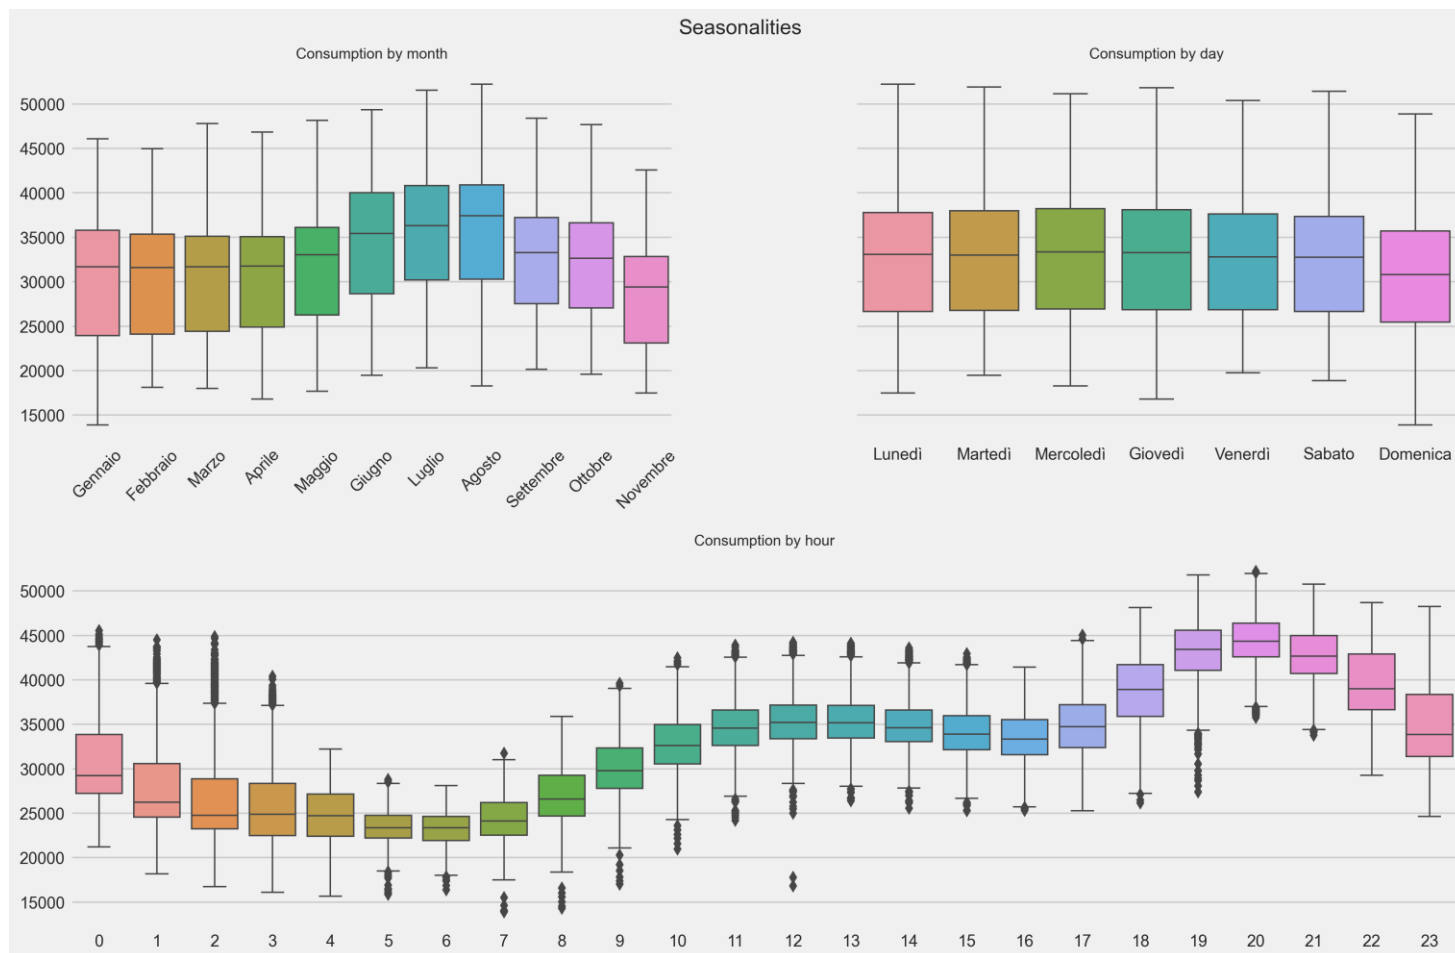 Seasonalities
Consumption by month
50000
45000
40000
35000
30000
25000
20000
15000
Gennaio Febbraio Marzo Aprile Maggio Giugno Luglio Agosto Settembre Ottobre Novembre
Consumption by day
Lunedì Martedì Mercoledì Giovedì Venerdì Sabato Domenica
Consumption by hour
50000
45000
40000
35000
30000
25000
20000
15000
0 1 2 3 4 5 6 7 8 9 10 11 12 13 14 15 16 17 18 19 20 21 22 23